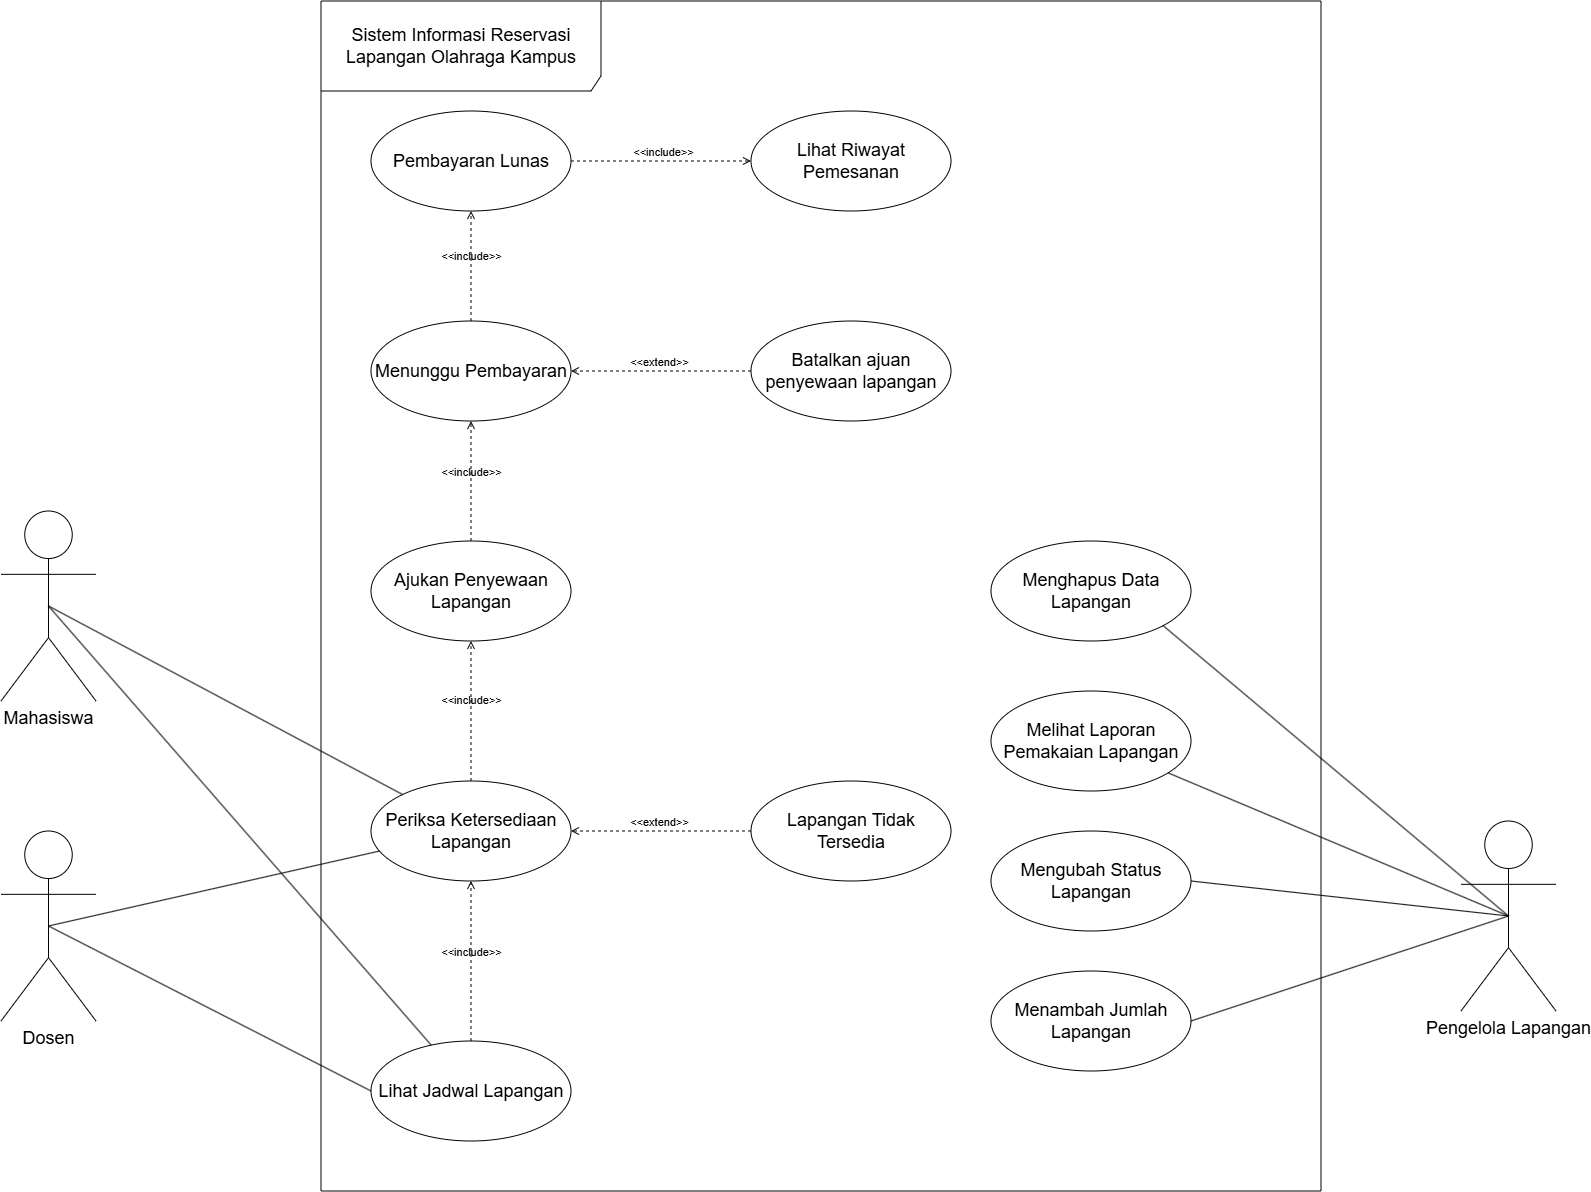 Sistem Informasi Reservasi
Lapangan Olahraga Kampus
Pembayaran Lunas
<<include>>
Lihat Riwayat
Pemesanan
<<include>>
Menunggu Pembayaran
<<extend>>
Batalkan ajuan
penyewaan lapangan
<<include>>
Ajukan Penyewaan
Lapangan
Menghapus Data
Lapangan
<<include>>
Mahasiswa
Melihat Laporan
Pemakaian Lapangan
Periksa Ketersediaan
Lapangan
<<extend>>
Lapangan Tidak
Tersedia
Mengubah Status
Lapangan
<<include>>
Dosen
Menambah Jumlah
Lapangan
Pengelola Lapangan
Lihat Jadwal Lapangan